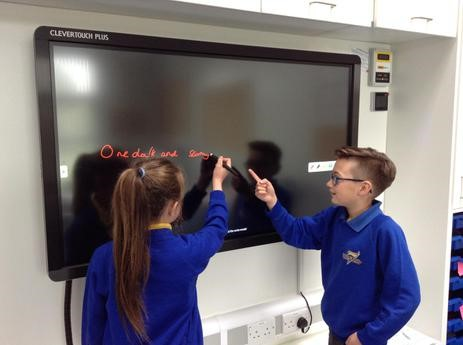 CLEVERTOUCH PLUS
One dark and stormy